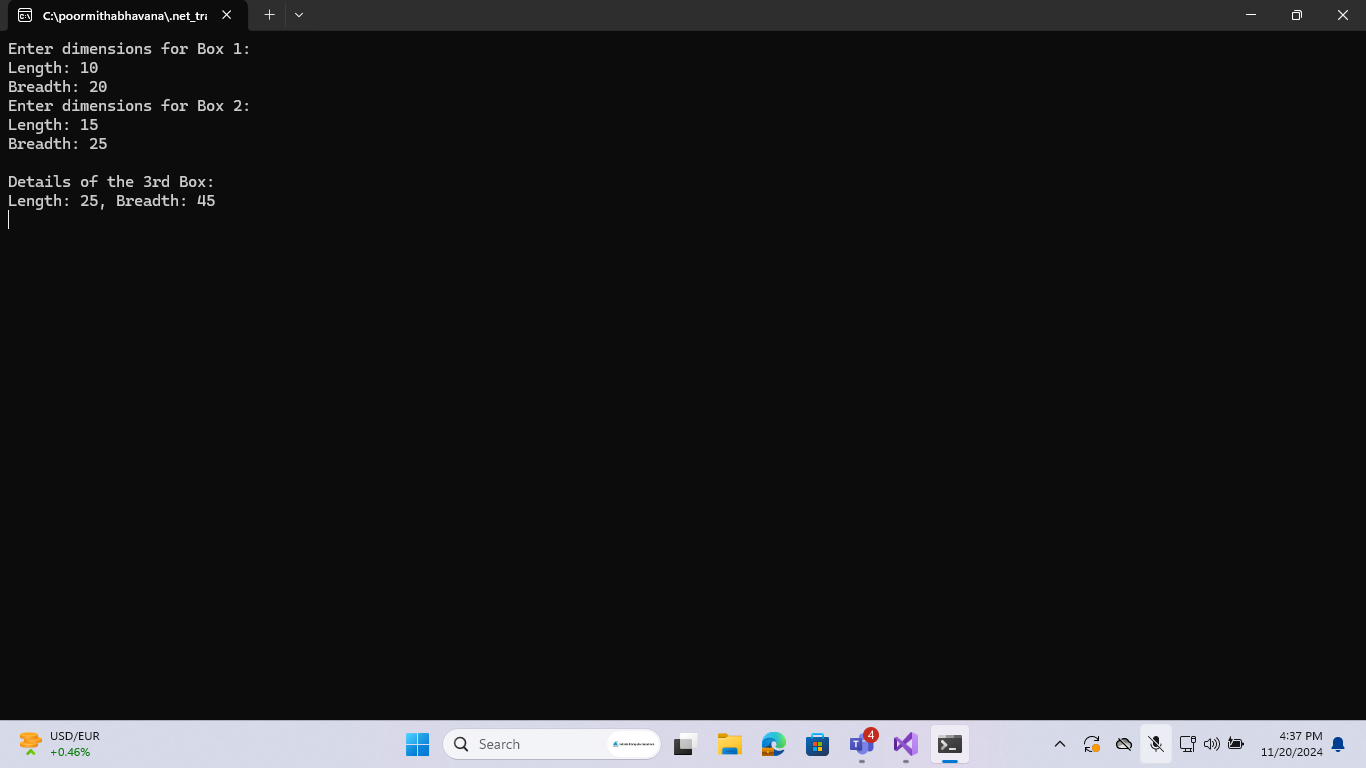 C:\poormithabhavana\.net_tra
Enter dimensions for Box 1:
Length: 10
Breadth: 20
Enter dimensions for Box 2:
Length: 15
Breadth: 25
Details of the 3rd Box:
Length: 25, Breadth: 45
USD/EUR
+0.46%
Search
4
4:37 PM
11/20/2024